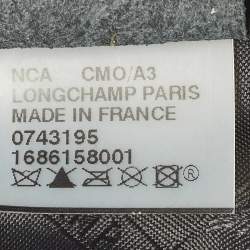 NCA CMO/A3
LONGCHAMP PARIS
MADE IN FRANCE
0743195
1686158001
®